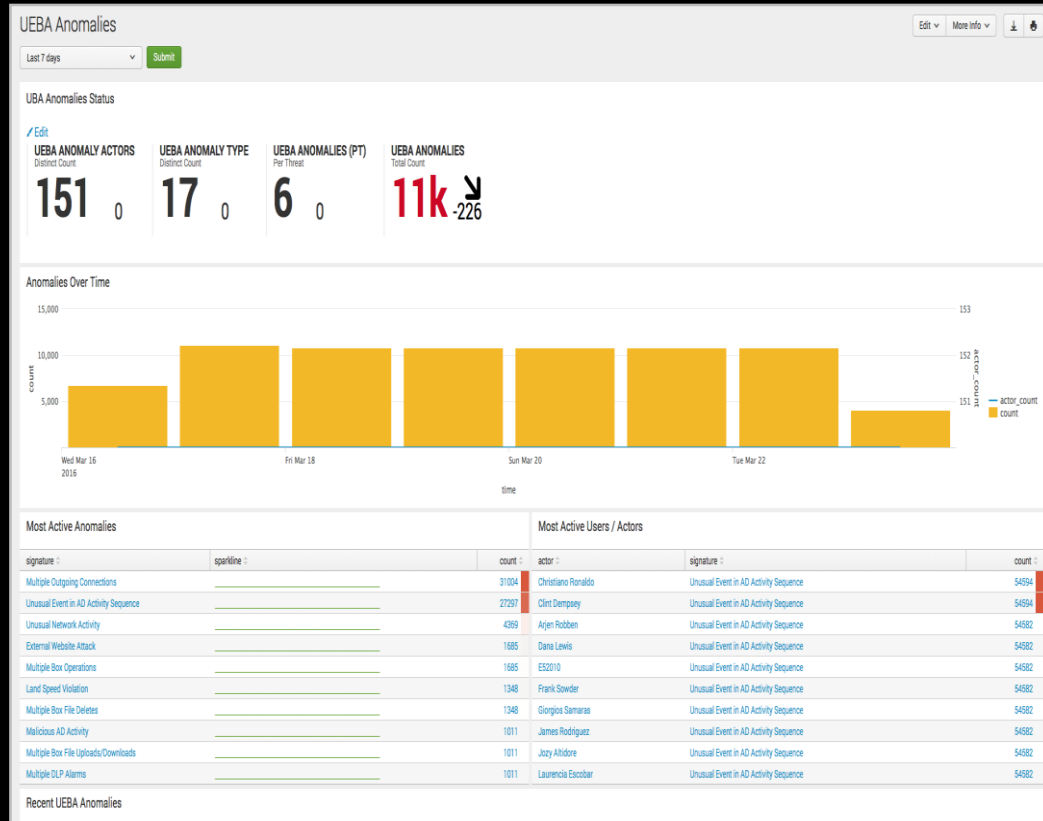 UEBA Anomalies
Edit More Info
Last 7 days Submit
UBA Anomalies Status
Edit
UEBA ANOMALY ACTORS UEBA ANOMALY TYPE UEBA ANOMALIES (PT) UEBA ANOMALIES
Distinct Count Distinct Count Per Threat Total Count
151 0 17 0 6 0 11k -226
Anomalies Over Time
15,000 153
10,000 152
5,000 151
count
actor_count
actor_count
count
Wed Mar 16 Fri Mar 18 Sun Mar 20 Tue Mar 22
2016
time
Most Active Anomalies Most Active Users / Actors
signature sparkline count actor signature count
Multiple Outgoing Connections 31004 Christiano Ronaldo Unusual Event in AD Activity Sequence 54594
Unusual Event in AD Activity Sequence 27297 Clint Dempsey Unusual Event in AD Activity Sequence 54594
Unusual Network Activity 4369 Arjen Robben Unusual Event in AD Activity Sequence 54582
External Website Attack 1685 Dana Lewis Unusual Event in AD Activity Sequence 54582
Multiple Box Operations 1685 E52010 Unusual Event in AD Activity Sequence 54582
Land Speed Violation 1348 Frank Sowder Unusual Event in AD Activity Sequence 54582
Multiple Box File Deletes 1348 Giorgios Samaras Unusual Event in AD Activity Sequence 54582
Malicious AD Activity 1011 James Rodriguez Unusual Event in AD Activity Sequence 54582
Multiple Box File Uploads/Downloads 1011 Jozy Altidore Unusual Event in AD Activity Sequence 54582
Multiple DLP Alarms 1011 Laurencia Escobar Unusual Event in AD Activity Sequence 54582
Recent UEBA Anomalies